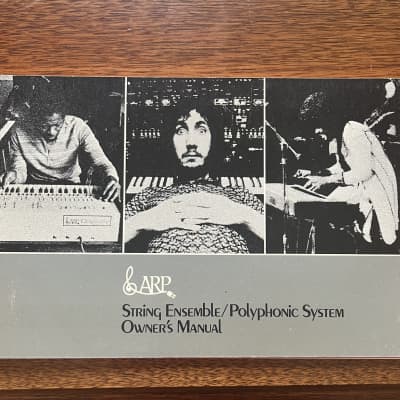 ARP
String Ensemble/Polyphonic System
Owner's Manual